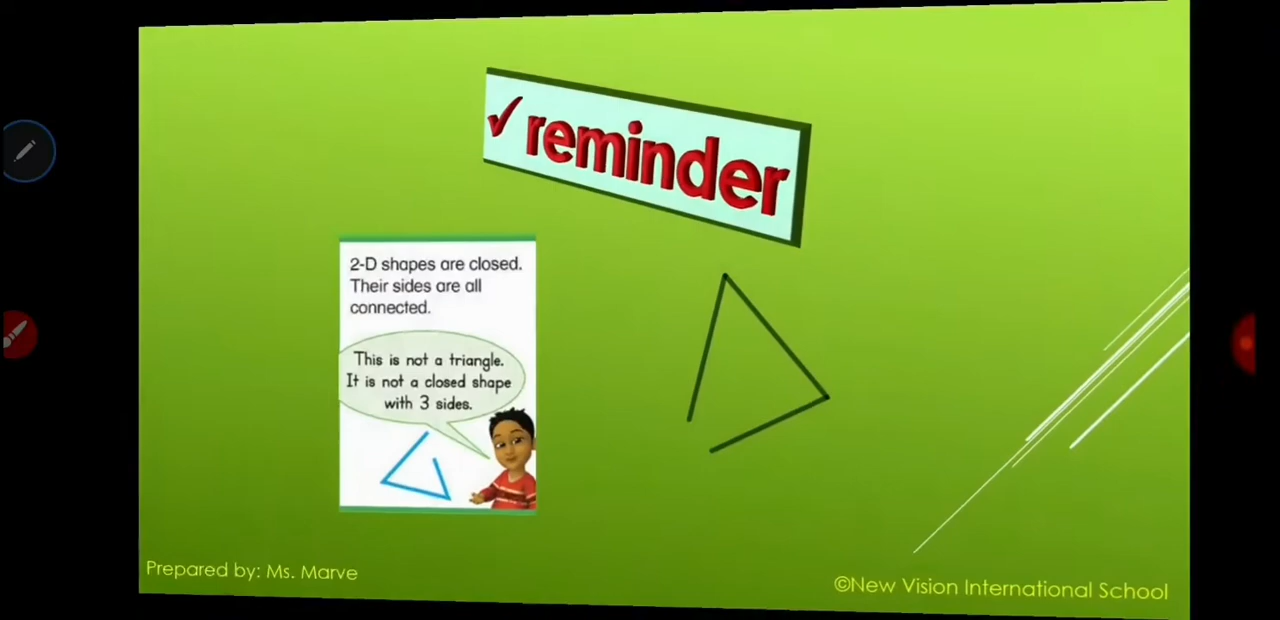 ✓reminder
2-D shapes are closed.
Their sides are all
connected.
This is not a triangle.
It is not a closed shape
with 3 sides.
Prepared by: Ms. Marve
©New Vision International School